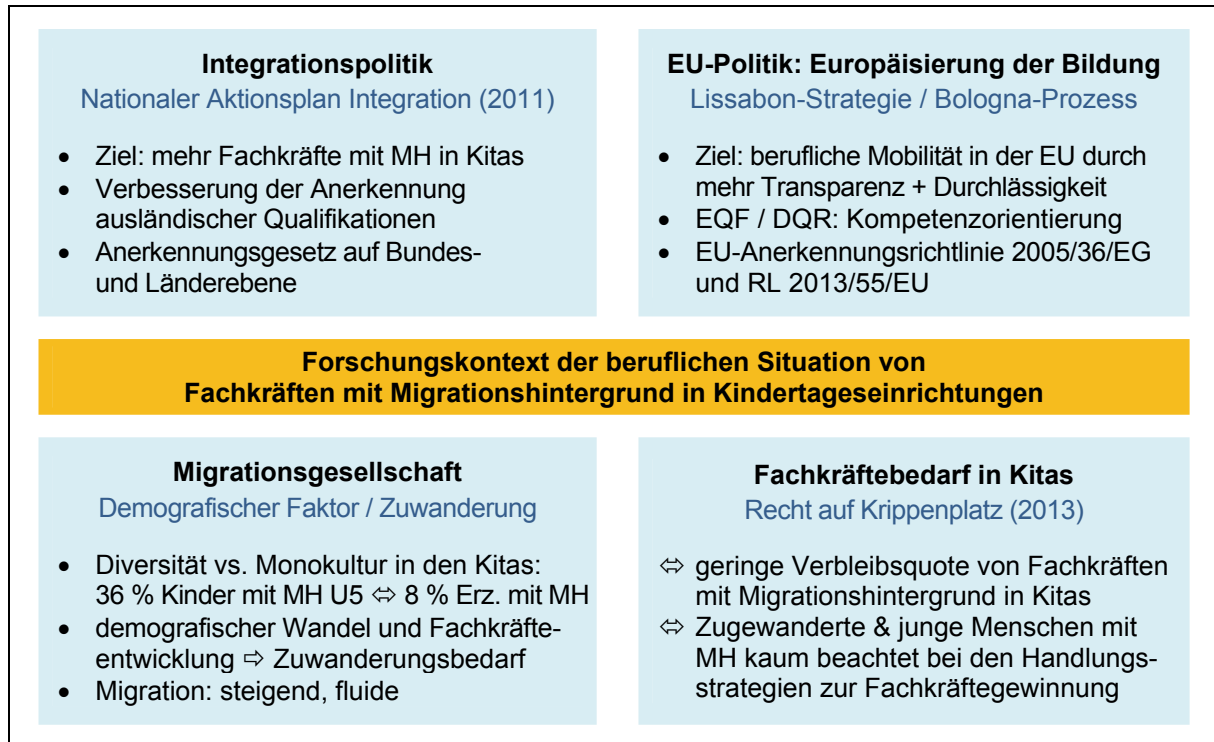 Integrationspolitik
Nationaler Aktionsplan Integration (2011)
• Ziel: mehr Fachkräfte mit MH in Kitas
• Verbesserung der Anerkennung
ausländischer Qualifikationen
• Anerkennungsgesetz auf Bundes-
und Länderebene
EU-Politik: Europäisierung der Bildung
Lissabon-Strategie / Bologna-Prozess
• Ziel: berufliche Mobilität in der EU durch
mehr Transparenz + Durchlässigkeit
• EQF / DQR: Kompetenzorientierung
• EU-Anerkennungsrichtlinie 2005/36/EG
und RL 2013/55/EU
Forschungskontext der beruflichen Situation von
Fachkräften mit Migrationshintergrund in Kindertageseinrichtungen
Migrationsgesellschaft
Demografischer Faktor / Zuwanderung
• Diversität vs. Monokultur in den Kitas:
36 % Kinder mit MH U5 ⇔ 8 % Erz. mit MH
• demografischer Wandel und Fachkräfte-
entwicklung ⇨ Zuwanderungsbedarf
• Migration: steigend, fluide
Fachkräftebedarf in Kitas
Recht auf Krippenplatz (2013)
⇔ geringe Verbleibsquote von Fachkräften
mit Migrationshintergrund in Kitas
⇔ Zugewanderte & junge Menschen mit
MH kaum beachtet bei den Handlungs-
strategien zur Fachkräftegewinnung